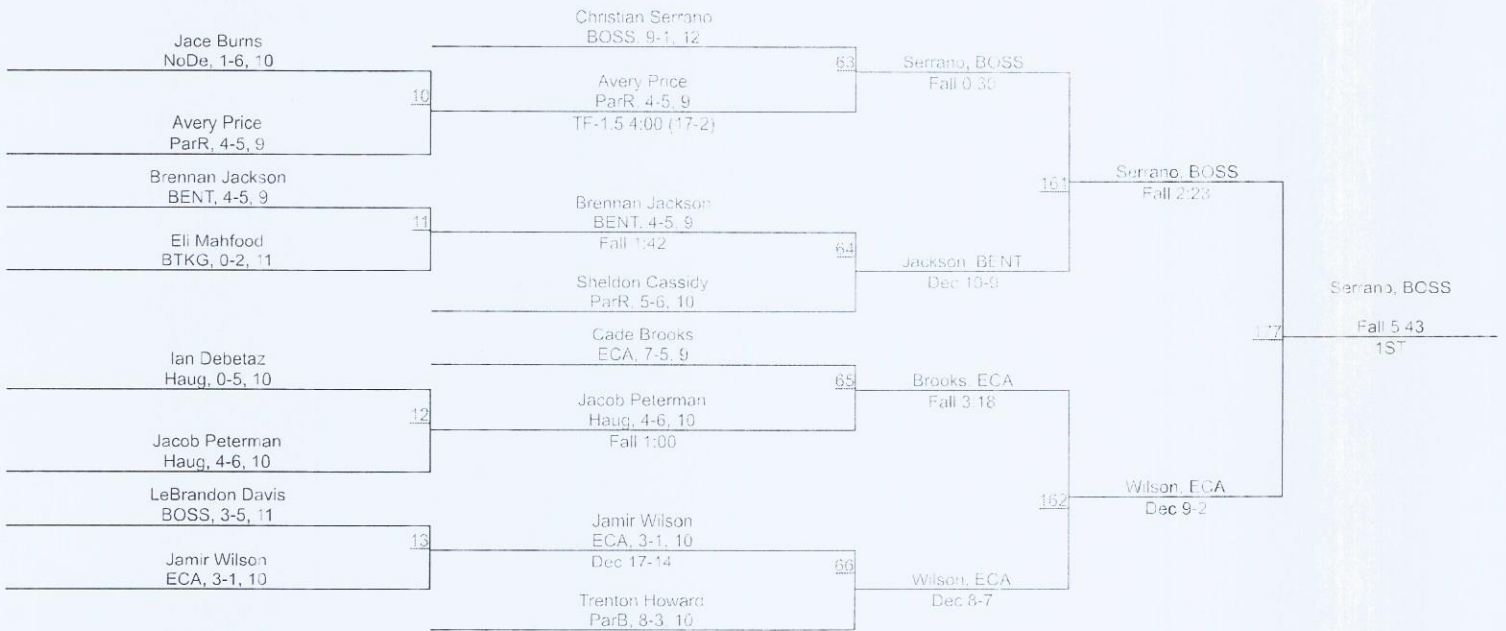 Christian Serrano
BOSS, 9-1, 12
Jace Burns
NoDe, 1-6, 10
63
Serrano, BOSS
Fall 0:30
10
Avery Price
ParR, 4-5, 9
TF-1.5 4:00 (17-2)
Avery Price
ParR, 4-5, 9
Brennan Jackson
BENT, 4-5, 9
161
Serrano, BOSS
Fall 2:23
11
Brennan Jackson
BENT, 4-5, 9
Fall 1:42
Eli Mahfood
BTKG, 0-2, 11
64
Jackson, BENT
Dec 10-9
Sheldon Cassidy
ParR, 5-6, 10
Serrano, BOSS
177
Fall 5:43
1ST
Cade Brooks
ECA, 7-5, 9
Ian Debetaz
Haug, 0-5, 10
65
Brooks, ECA
Fall 3:18
12
Jacob Peterman
Haug, 4-6, 10
Fall 1:00
Jacob Peterman
Haug, 4-6, 10
LeBrandon Davis
BOSS, 3-5, 11
162
Wilson, ECA
Dec 9-2
13
Jamir Wilson
ECA, 3-1, 10
Dec 17-14
Jamir Wilson
ECA, 3-1, 10
66
Wilson, ECA
Dec 8-7
Trenton Howard
ParB, 8-3, 10